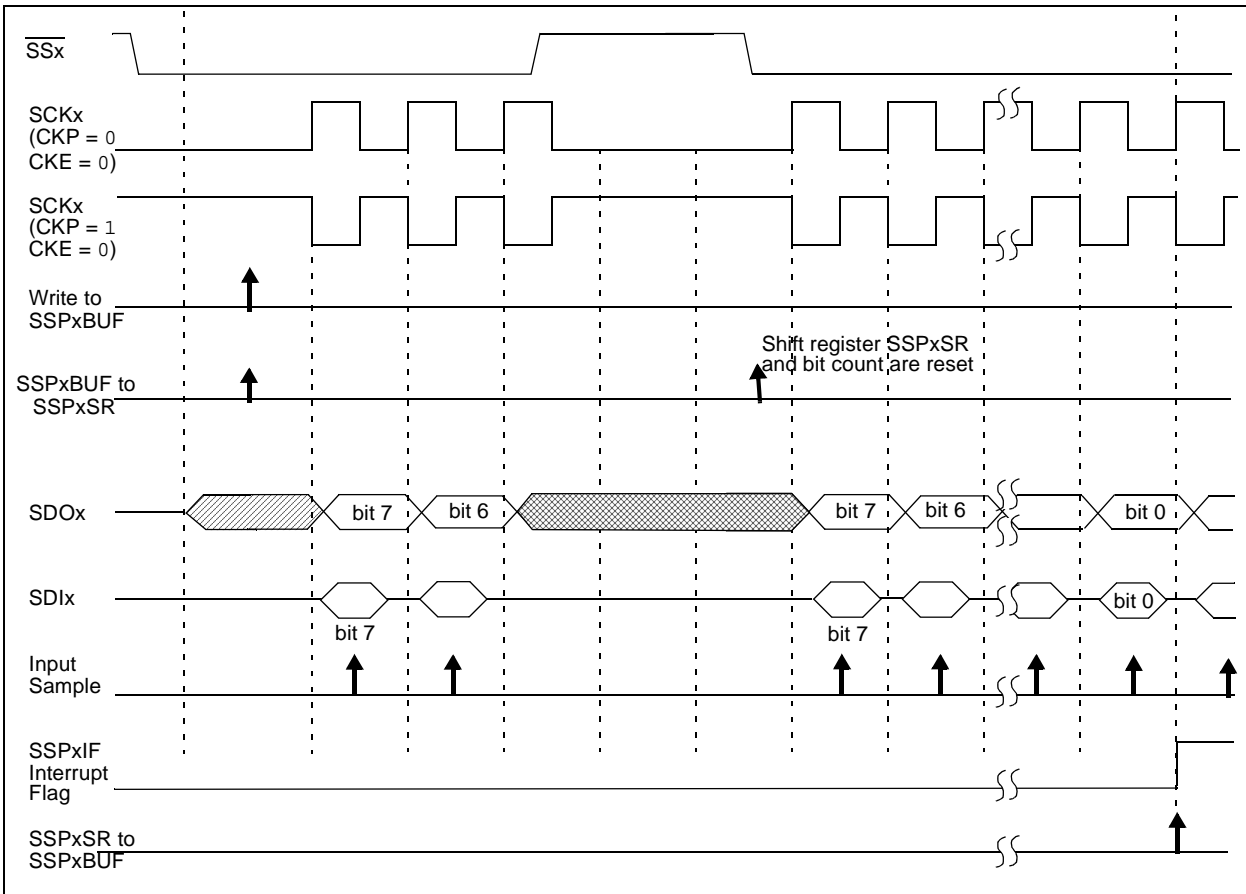 SSx
SCKx
(CKP = 0
CKE = 0)
SCKx
(CKP = 1
CKE = 0)
Write to
SSPxBUF
Shift register SSPxSR
and bit count are reset
SSPxBUF to
SSPxSR
SDOx
bit 7
bit 6
bit 7
bit 6
bit 0
SDIx
bit 0
bit 7
bit 7
Input
Sample
SSPxIF
Interrupt
Flag
SSPxSR to
SSPxBUF